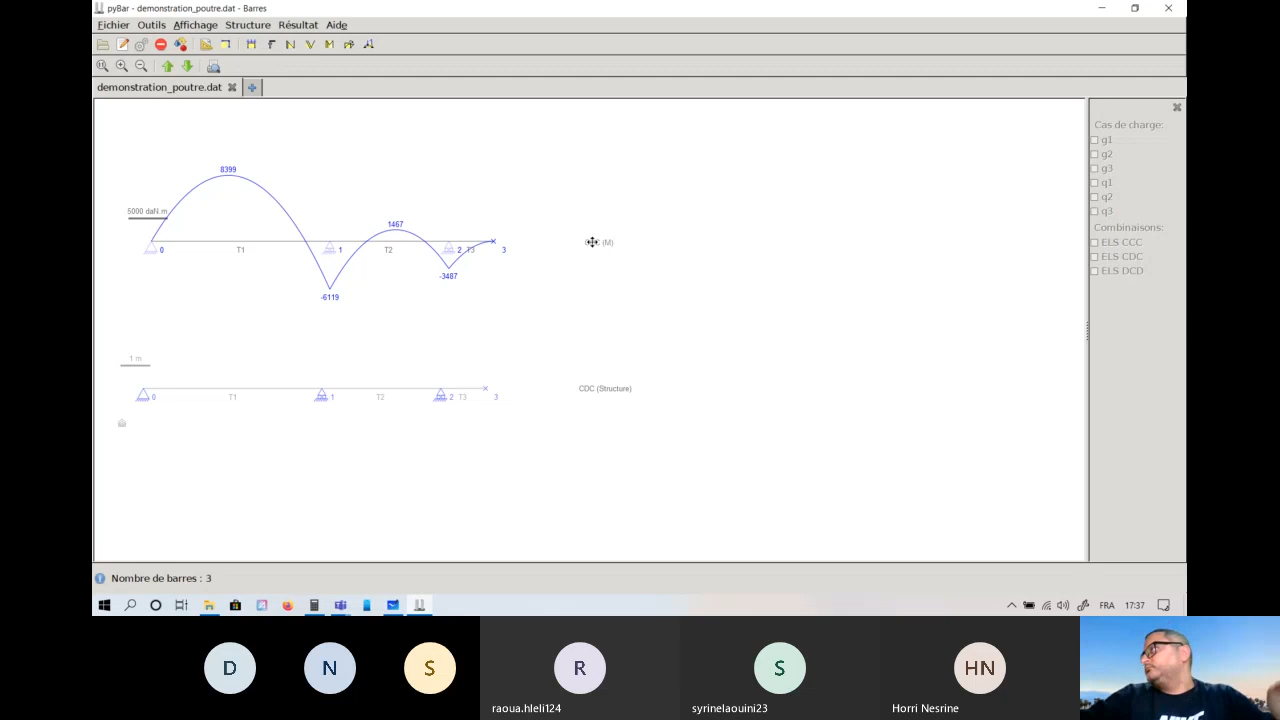 pyBar - demonstration_poutre.dat - Barres
Fichier Outils Affichage Structure Résultat Aide
demonstration_poutre.dat
8399
5000 daN.m
1467
0 T1 1 T2 2 T3 3
-3487
-6119
(M)
1 m
0 T1 1 T2 2 T3 3
CDC (Structure)
Cas de charge:
g1
g2
g3
q1
q2
q3
Combinaisons:
ELS CCC
ELS CDC
ELS DCD
Nombre de barres : 3
FRA 17:37
D N S R S HN
raoua.hleli124 syrinelaouini23 Horri Nesrine